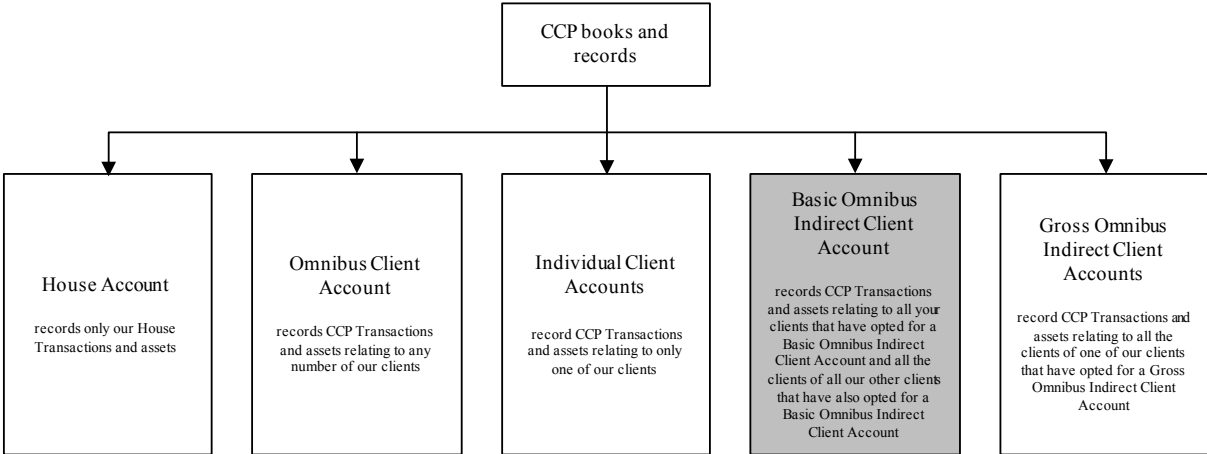 CCP books and
records
House Account
records only our House
Transactions and assets
Omnibus Client
Account
records CCP Transactions
and assets relating to any
number of our clients
Individual Client
Accounts
record CCP Transactions
and assets relating to only
one of our clients
Basic Omnibus
Indirect Client
Account
records CCP Transactions
and assets relating to all your
clients that have opted for a
Basic Omnibus Indirect
Client Account and all the
clients of all our other clients
that have also opted for a
Basic Omnibus Indirect
Client Account
Gross Omnibus
Indirect Client
Accounts
record CCP Transactions and
assets relating to all the
clients of one of our clients
that have opted for a Gross
Omnibus Indirect Client
Account